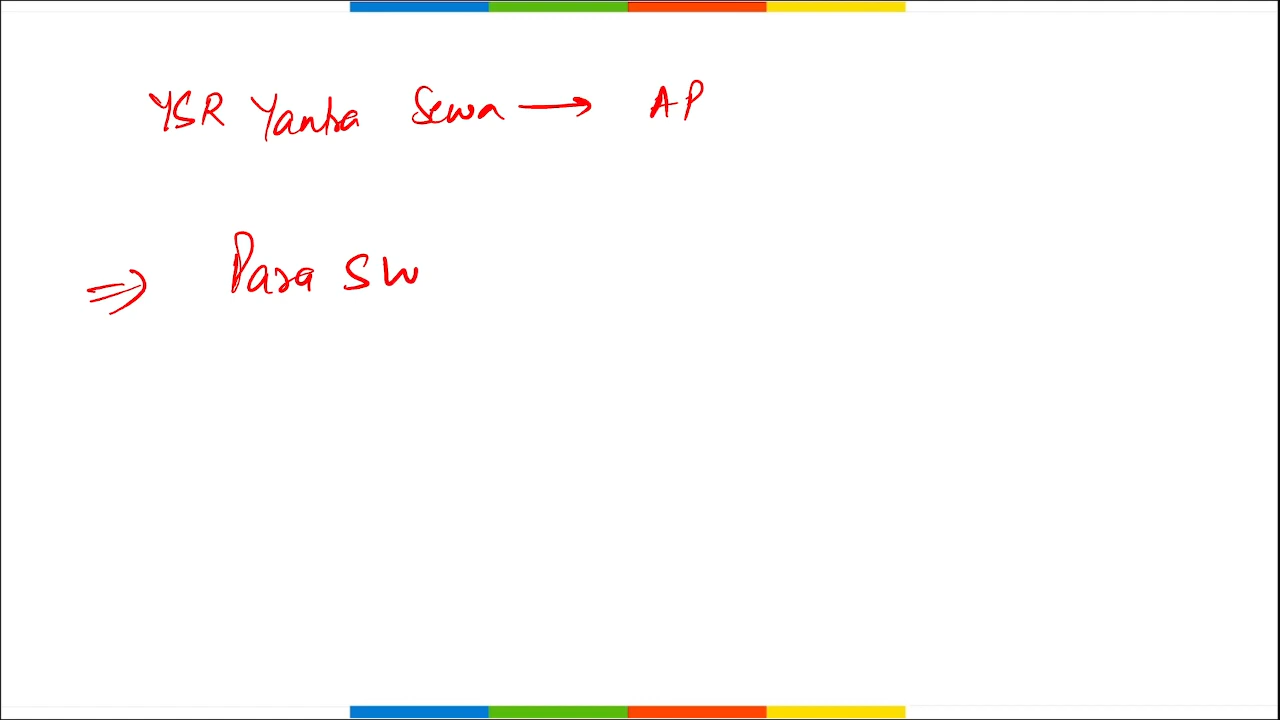 YSR Yantra Sewa → AP
⇒ Para Sw